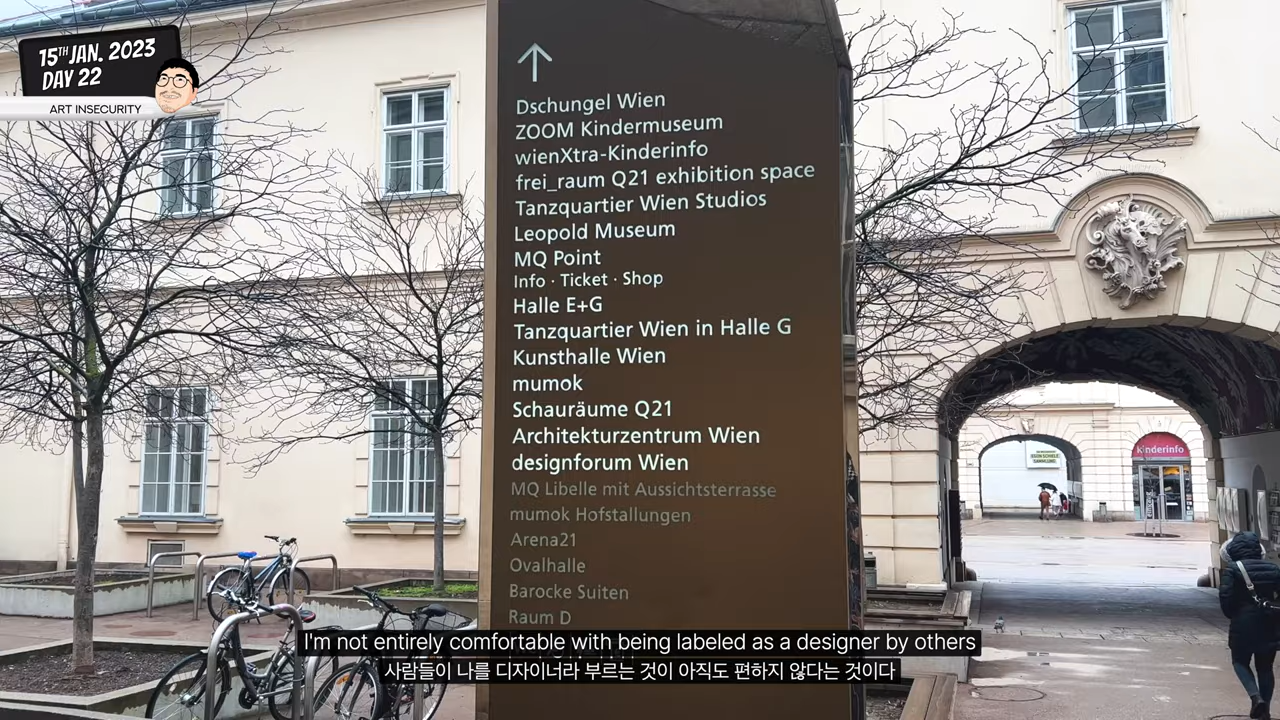 15TH JAN. 2023
DAY 22
ART INSECURITY
Dschungel Wien
ZOOM Kindermuseum
wienXtra-Kinderinfo
frei_raum Q21 exhibition space
Tanzquartier Wien Studios
Leopold Museum
MQ Point
Info · Ticket · Shop
Halle E+G
Tanzquartier Wien in Halle G
Kunsthalle Wien
mumok
Schauräume Q21
Architekturzentrum Wien
designforum Wien
MQ Libelle mit Aussichtsterrasse
mumok Hofstallungen
Arena21
Ovalhalle
Barocke Suiten
Raum D
kinderinfo
I'm not entirely comfortable with being labeled as a designer by others
사람들이 나를 디자이너라 부르는 것이 아직도 편하지 않다는 것이다